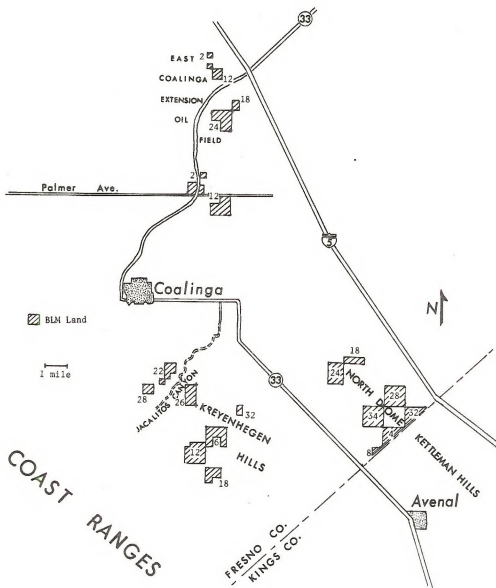 33
EAST
2
COALINGA
12
EXTENSION
18
OIL
24
FIELD
2
Palmer Ave.
12
5
Coalinga
N
BLM Land
1 mile
18
22
24
NORTH
28
JACALITOS CANYON
28
26
33
DOME
34
32
KREYENHEGEN
32
4
KETTLEMAN HILLS
6
12
8
HILLS
18
COAST RANGES
Avenal
FRESNO CO.
KINGS CO.